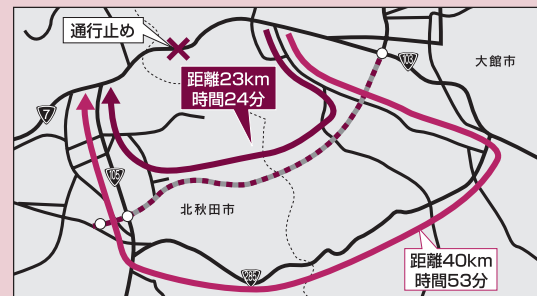 通行止め
大館市
103
距離23km
時間24分
7
105
北秋田市
285
距離40km
時間53分